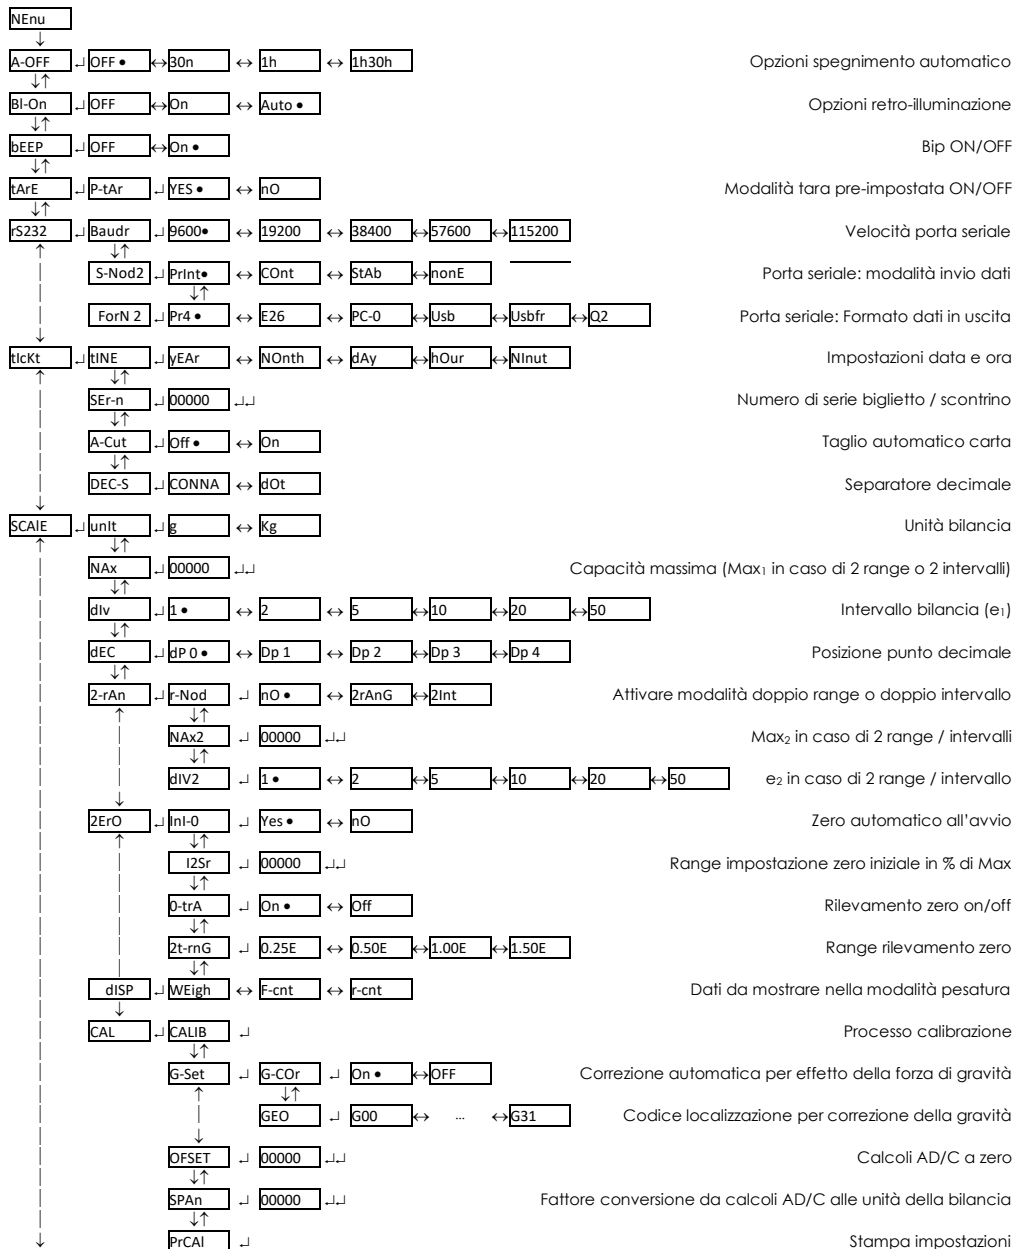 NEnu
↓
A-OFF ↵ OFF • ↔ 30n ↔ 1h ↔ 1h30h Opzioni spegnimento automatico
↓↑
Bl-On ↵ OFF ↔ On ↔ Auto • Opzioni retro-illuminazione
↓↑
bEEP ↵ OFF ↔ On • Bip ON/OFF
↓↑
tArE ↵ P-tAr ↵ YES • ↔ nO Modalità tara pre-impostata ON/OFF
↓↑
rS232 ↵ Baudr ↵ 9600• ↔ 19200 ↔ 38400 ↔ 57600 ↔ 115200 Velocità porta seriale
↑ ↓↑
S-Nod2 ↵ PrInt• ↔ COnt ↔ StAb ↔ nonE Porta seriale: modalità invio dati
↓↑
ForN 2 ↵ Pr4 • ↔ E26 ↔ PC-0 ↔ Usb ↔ Usbfr ↔ Q2 Porta seriale: Formato dati in uscita
↓
tIcKt ↵ tINE ↵ yEAr ↔ NOnth ↔ dAy ↔ hOur ↔ NInut Impostazioni data e ora
↑ ↓↑
SEr-n ↵ 00000 ↵↵ Numero di serie biglietto / scontrino
↓↑
A-Cut ↵ Off • ↔ On Taglio automatico carta
↓↑
DEC-S ↵ CONNA ↔ dOt Separatore decimale
↓
SCAlE ↵ unIt ↵ g ↔ Kg Unità bilancia
↑ ↓↑
NAx ↵ 00000 ↵↵ Capacità massima (Max₁ in caso di 2 range o 2 intervalli)
↓↑
dIv ↵ 1 • ↔ 2 ↔ 5 ↔ 10 ↔ 20 ↔ 50 Intervallo bilancia (e₁)
↓↑
dEC ↵ dP 0 • ↔ Dp 1 ↔ Dp 2 ↔ Dp 3 ↔ Dp 4 Posizione punto decimale
↓↑
2-rAn ↵ r-Nod ↵ nO • ↔ 2rAnG ↔ 2Int Attivare modalità doppio range o doppio intervallo
↑ ↓↑
NAx2 ↵ 00000 ↵↵ Max₂ in caso di 2 range / intervalli
↓↑
dIV2 ↵ 1 • ↔ 2 ↔ 5 ↔ 10 ↔ 20 ↔ 50 e₂ in caso di 2 range / intervallo
↓
2ErO ↵ InI-0 ↵ Yes • ↔ nO Zero automatico all'avvio
↑ ↓↑
I2Sr ↵ 00000 ↵↵ Range impostazione zero iniziale in % di Max
↓↑
0-trA ↵ On • ↔ Off Rilevamento zero on/off
↓↑
2t-rnG ↵ 0.25E ↔ 0.50E ↔ 1.00E ↔ 1.50E Range rilevamento zero
↓↑
dISP ↵ WEigh ↔ F-cnt ↔ r-cnt Dati da mostrare nella modalità pesatura
↓
CAL ↵ CALIB ↵ Processo calibrazione
↓↑
G-Set ↵ G-COr ↵ On • ↔ OFF Correzione automatica per effetto della forza di gravità
↑ ↓↑
GEO ↵ G00 ↔ … ↔ G31 Codice localizzazione per correzione della gravità
↓
OFSET ↵ 00000 ↵↵ Calcoli AD/C a zero
↓↑
SPAn ↵ 00000 ↵↵ Fattore conversione da calcoli AD/C alle unità della bilancia
↓↑
↓ PrCAl ↵ Stampa impostazioni